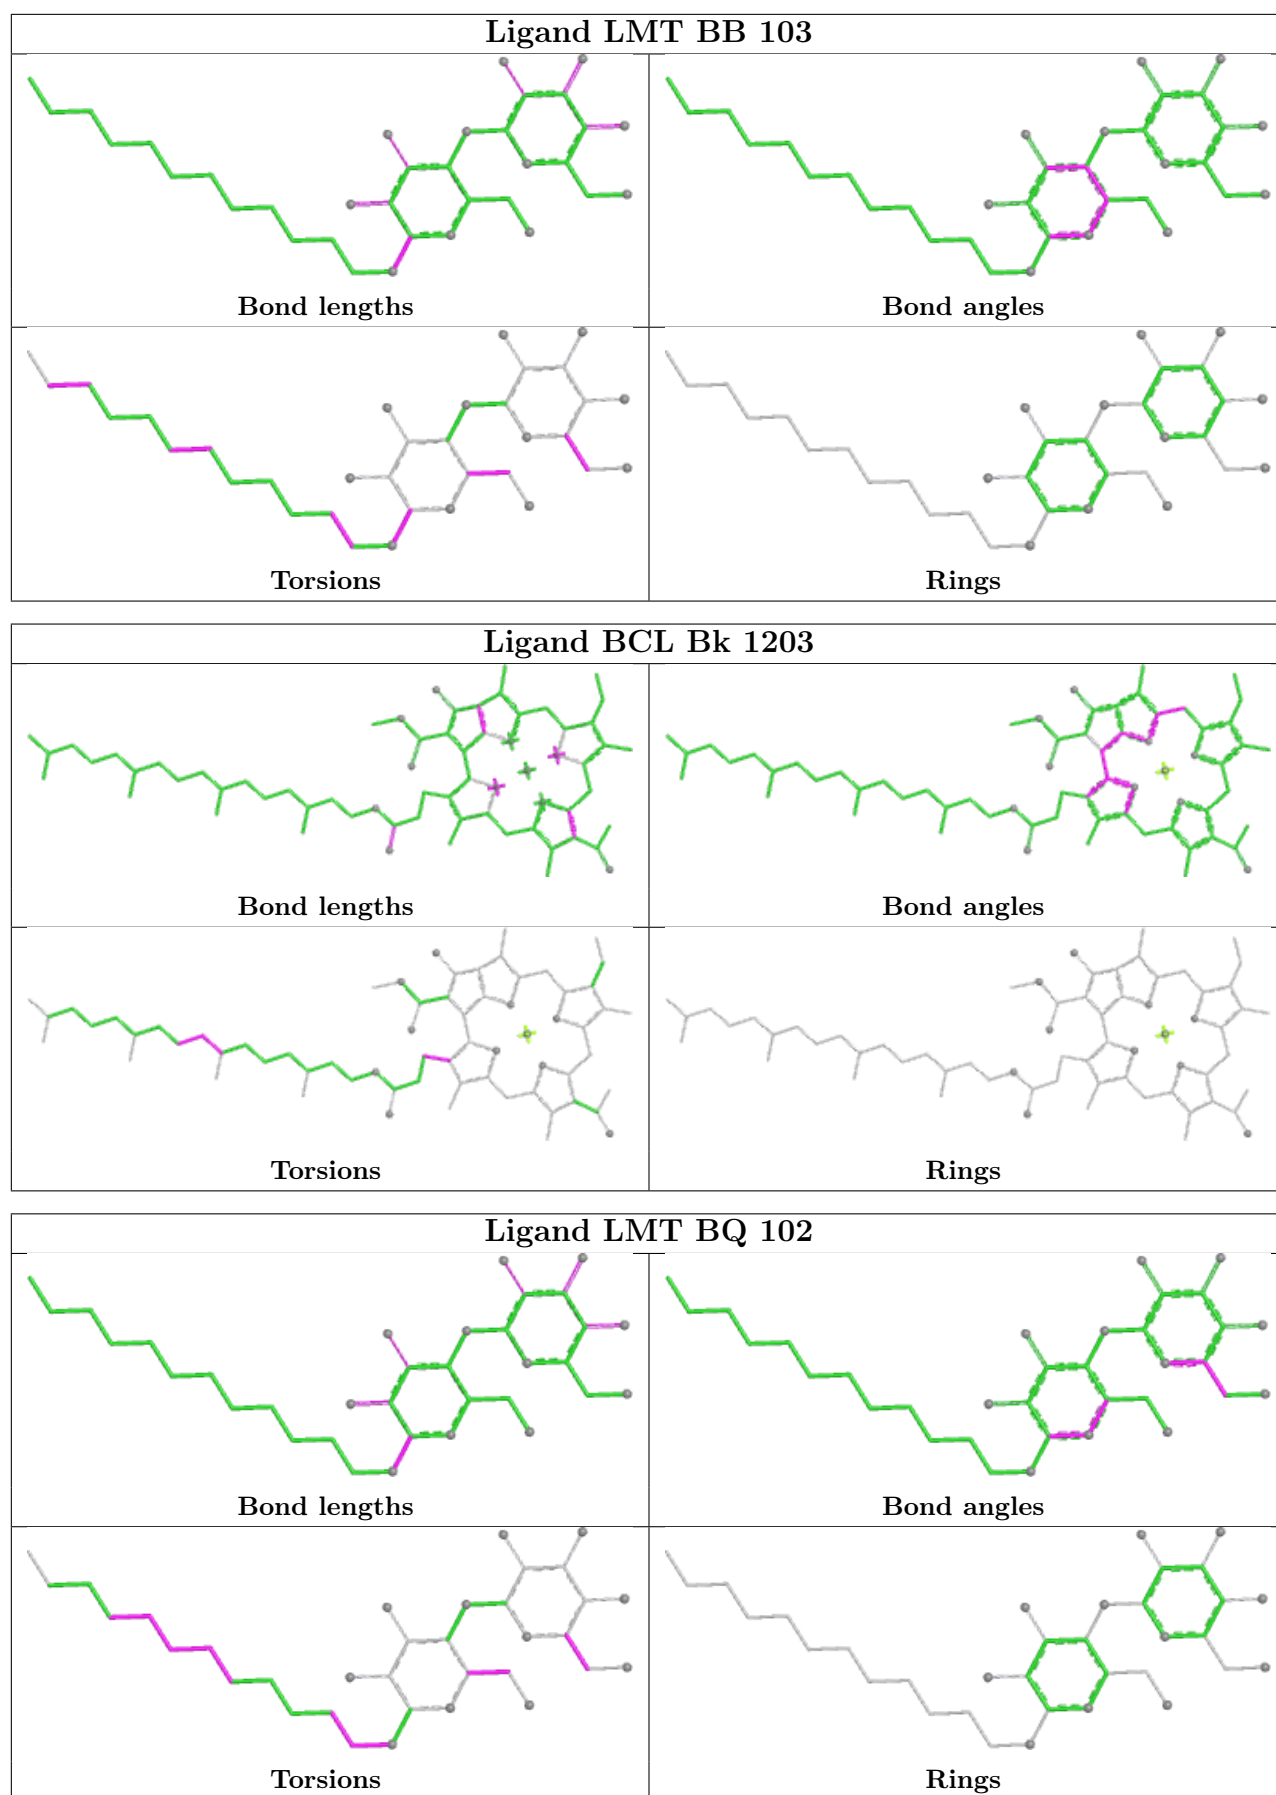 Ligand LMT BB 103
Bond lengths
Bond angles
Torsions
Rings
Ligand BCL Bk 1203
Bond lengths
Bond angles
Torsions
Rings
Ligand LMT BQ 102
Bond lengths
Bond angles
Torsions
Rings